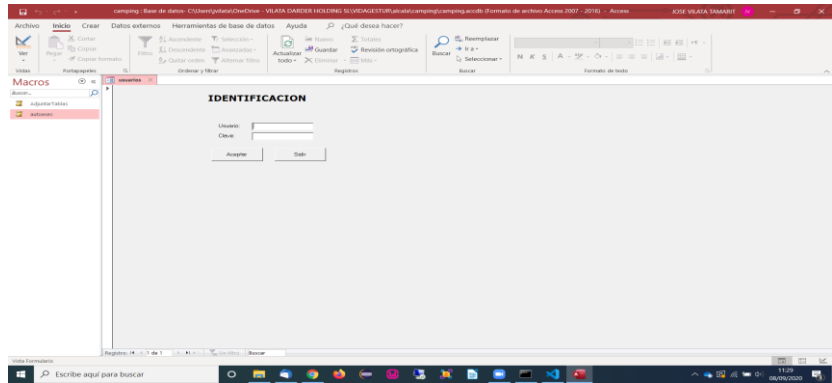 camping : Base de datos- C:\Users\jvilata\OneDrive - VILATA DARDER HOLDING SL\VIDAGESTUR\alcala\camping\camping.accdb (Formato de archivo Access 2007 - 2016) - Access
JOSE VILATA TAMARIT
Archivo Inicio Crear Datos externos Herramientas de base de datos Ayuda ¿Qué desea hacer?
Ver
Pegar
Cortar
Copiar
Copiar formato
Filtro
Ascendente
Descendente
Quitar orden
Selección
Avanzadas
Alternar filtro
Actualizar todo
Nuevo
Guardar
Eliminar
Totales
Revisión ortográfica
Más
Buscar
Reemplazar
Ir a
Seleccionar
N K S
Vistas Portapapeles Ordenar y filtrar Registros Buscar Formato de texto
Macros
Buscar...
AdjuntarTablas
autoexec
usuarios
IDENTIFICACION
Usuario:
Clave:
Aceptar Salir
Registro: 1 de 1 Sin filtro Buscar
Vista Formulario
Escribe aquí para buscar
11:29
08/09/2020